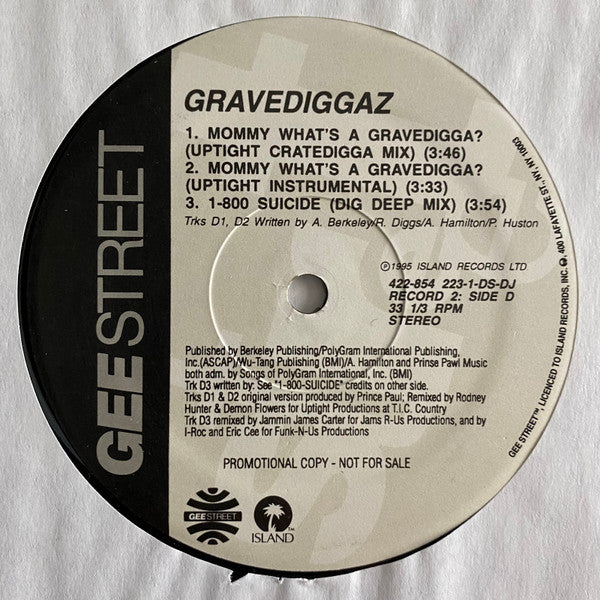 GRAVEDIGGAZ
1. MOMMY WHAT'S A GRAVEDIGGA?
(UPTIGHT CRATEDIGGA MIX) (3:46)
2. MOMMY WHAT'S A GRAVEDIGGA?
(UPTIGHT INSTRUMENTAL) (3:33)
3. 1-800 SUICIDE (DIG DEEP MIX) (3:54)
Trks D1, D2 Written by A. Berkeley/R. Diggs/A. Hamilton/P. Huston
GEESTREET
℗1995 ISLAND RECORDS LTD
422-854 223-1-DS-DJ
RECORD 2: SIDE D
33 1/3 RPM
STEREO
Published by Berkeley Publishing/PolyGram International Publishing,
Inc.(ASCAP)/Wu-Tang Publishing (BMI)/A. Hamilton and Prinse Pawl Music
both adm. by Songs of PolyGram International, Inc. (BMI)
Trk D3 written by: See "1-800-SUICIDE" credits on other side.
Trks D1 & D2 original version produced by Prince Paul; Remixed by Rodney
Hunter & Demon Flowers for Uptight Productions at T.I.C. Country
Trk D3 remixed by Jammin James Carter for Jams R-Us Productions, and by
I-Roc and Eric Cee for Funk-N-Us Productions
PROMOTIONAL COPY - NOT FOR SALE
GEESTREET
ISLAND™
GEE STREET™, LICENCED TO ISLAND RECORDS, INC. 400 LAFAYETTE ST., NY, NY 10003